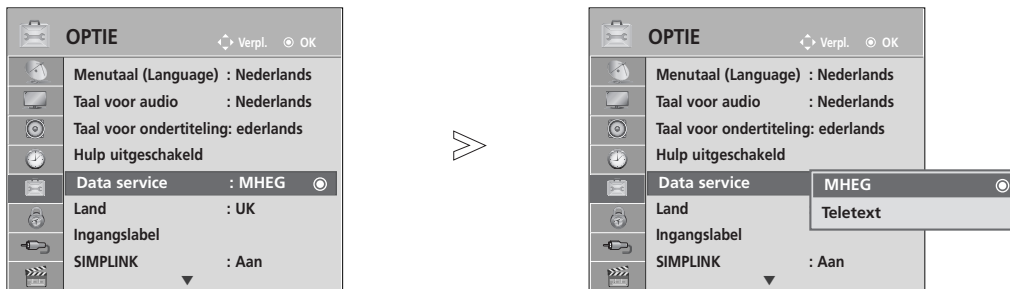 OPTIE
Verpl. OK
Menutaal (Language) : Nederlands
Taal voor audio : Nederlands
Taal voor ondertiteling: ederlands
Hulp uitgeschakeld
Data service : MHEG
Land : UK
Ingangslabel
SIMPLINK : Aan
OPTIE
Verpl. OK
Menutaal (Language) : Nederlands
Taal voor audio : Nederlands
Taal voor ondertiteling: ederlands
Hulp uitgeschakeld
Data service
MHEG
Land
Teletext
Ingangslabel
SIMPLINK : Aan